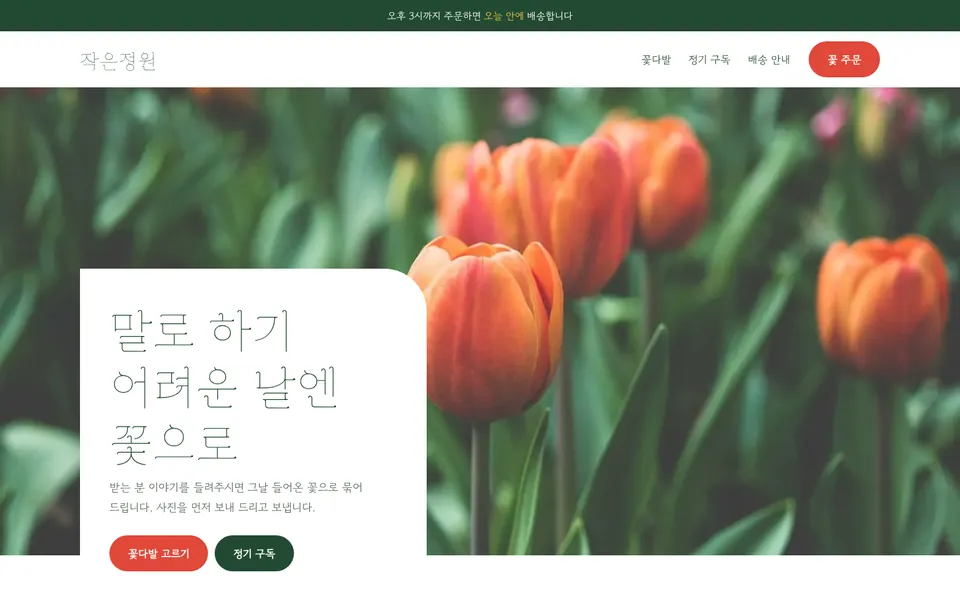 오후 3시까지 주문하면 오늘 안에 배송합니다
작은정원
꽃다발 정기 구독 배송 안내 꽃 주문
말로 하기
어려운 날엔
꽃으로
받는 분 이야기를 들려주시면 그날 들어온 꽃으로 묶어
드립니다. 사진을 먼저 보내 드리고 보냅니다.
꽃다발 고르기 정기 구독